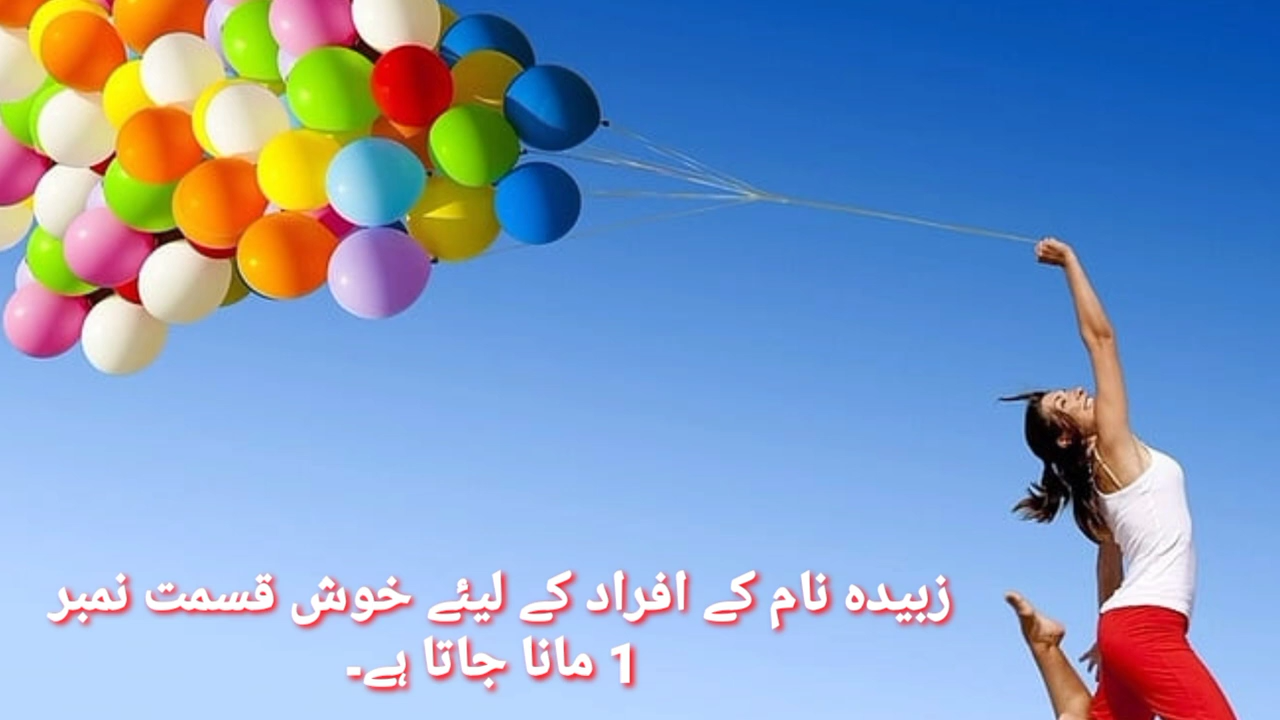 زبیدہ نام کے افراد کے لیئے خوش قسمت نمبر
1 مانا جاتا ہے۔